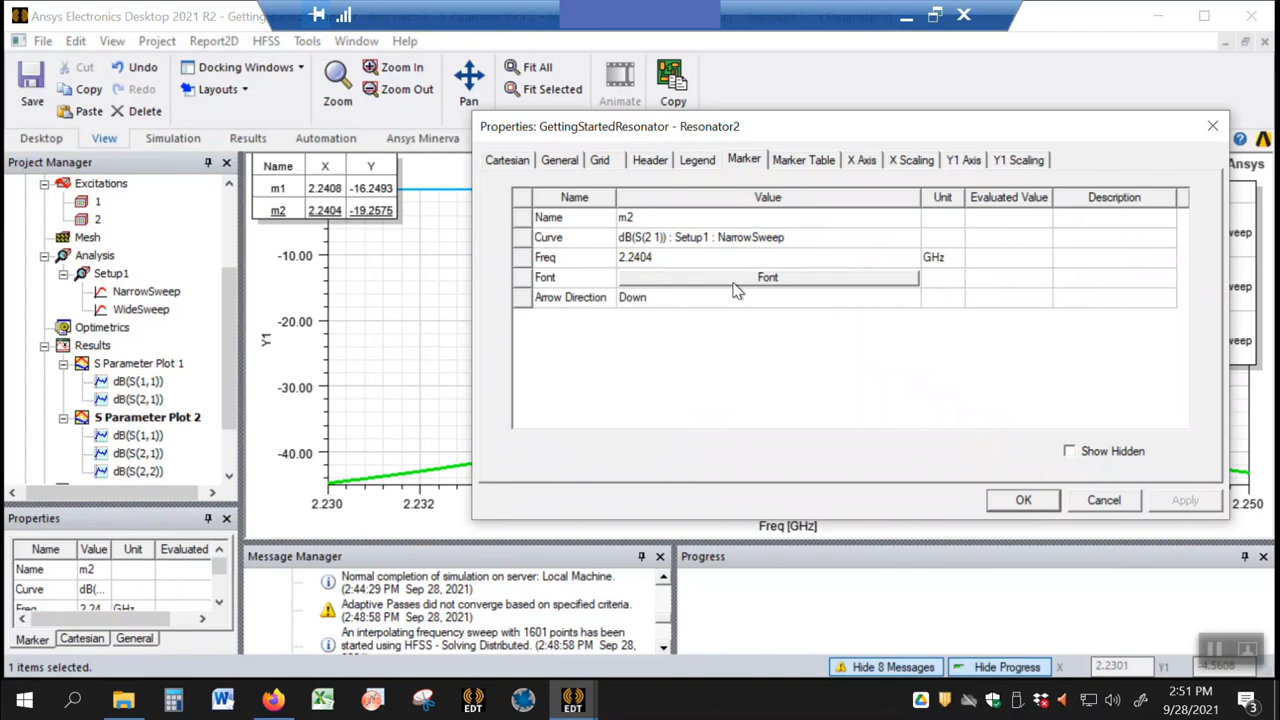 Ansys Electronics Desktop 2021 R2 - Getting
File Edit View Project Report2D HFSS Tools Window Help
Save
Cut
Copy
Paste
Undo
Redo
Delete
Docking Windows
Layouts
Zoom
Zoom In
Zoom Out
Pan
Fit All
Fit Selected
Animate
Copy
Desktop View Simulation Results Automation Ansys Minerva
Project Manager
Excitations
1
2
Mesh
Analysis
Setup1
NarrowSweep
WideSweep
Optimetrics
Results
S Parameter Plot 1
dB(S(1,1))
dB(S(2,1))
S Parameter Plot 2
dB(S(1,1))
dB(S(2,1))
dB(S(2,2))
Name X Y
m1 2.2408 -16.2493
m2 2.2404 -19.2575
Ansys
-10.00
-20.00
-30.00
-40.00
Y1
2.230
2.232
2.250
Freq [GHz]
Properties: GettingStartedResonator - Resonator2
Cartesian General Grid Header Legend Marker Marker Table X Axis X Scaling Y1 Axis Y1 Scaling
Name Value Unit Evaluated Value Description
Name m2
Curve dB(S(2 1)) : Setup1 : NarrowSweep
Freq 2.2404 GHz
Font Font
Arrow Direction Down
Show Hidden
OK Cancel Apply
Properties
Name Value Unit Evaluated
Name m2
Curve dB(...
Freq 2.24 GHz
Marker Cartesian General
Message Manager
Normal completion of simulation on server: Local Machine.
(2:44:29 PM Sep 28, 2021)
Adaptive Passes did not converge based on specified criteria.
(2:48:58 PM Sep 28, 2021)
An interpolating frequency sweep with 1601 points has been
started using HFSS - Solving Distributed. (2:48:58 PM Sep 28,
Progress
1 items selected.
Hide 8 Messages
Hide Progress
X 2.2301 Y1 -4.5608
EDT
EDT
2:51 PM
9/28/2021
3